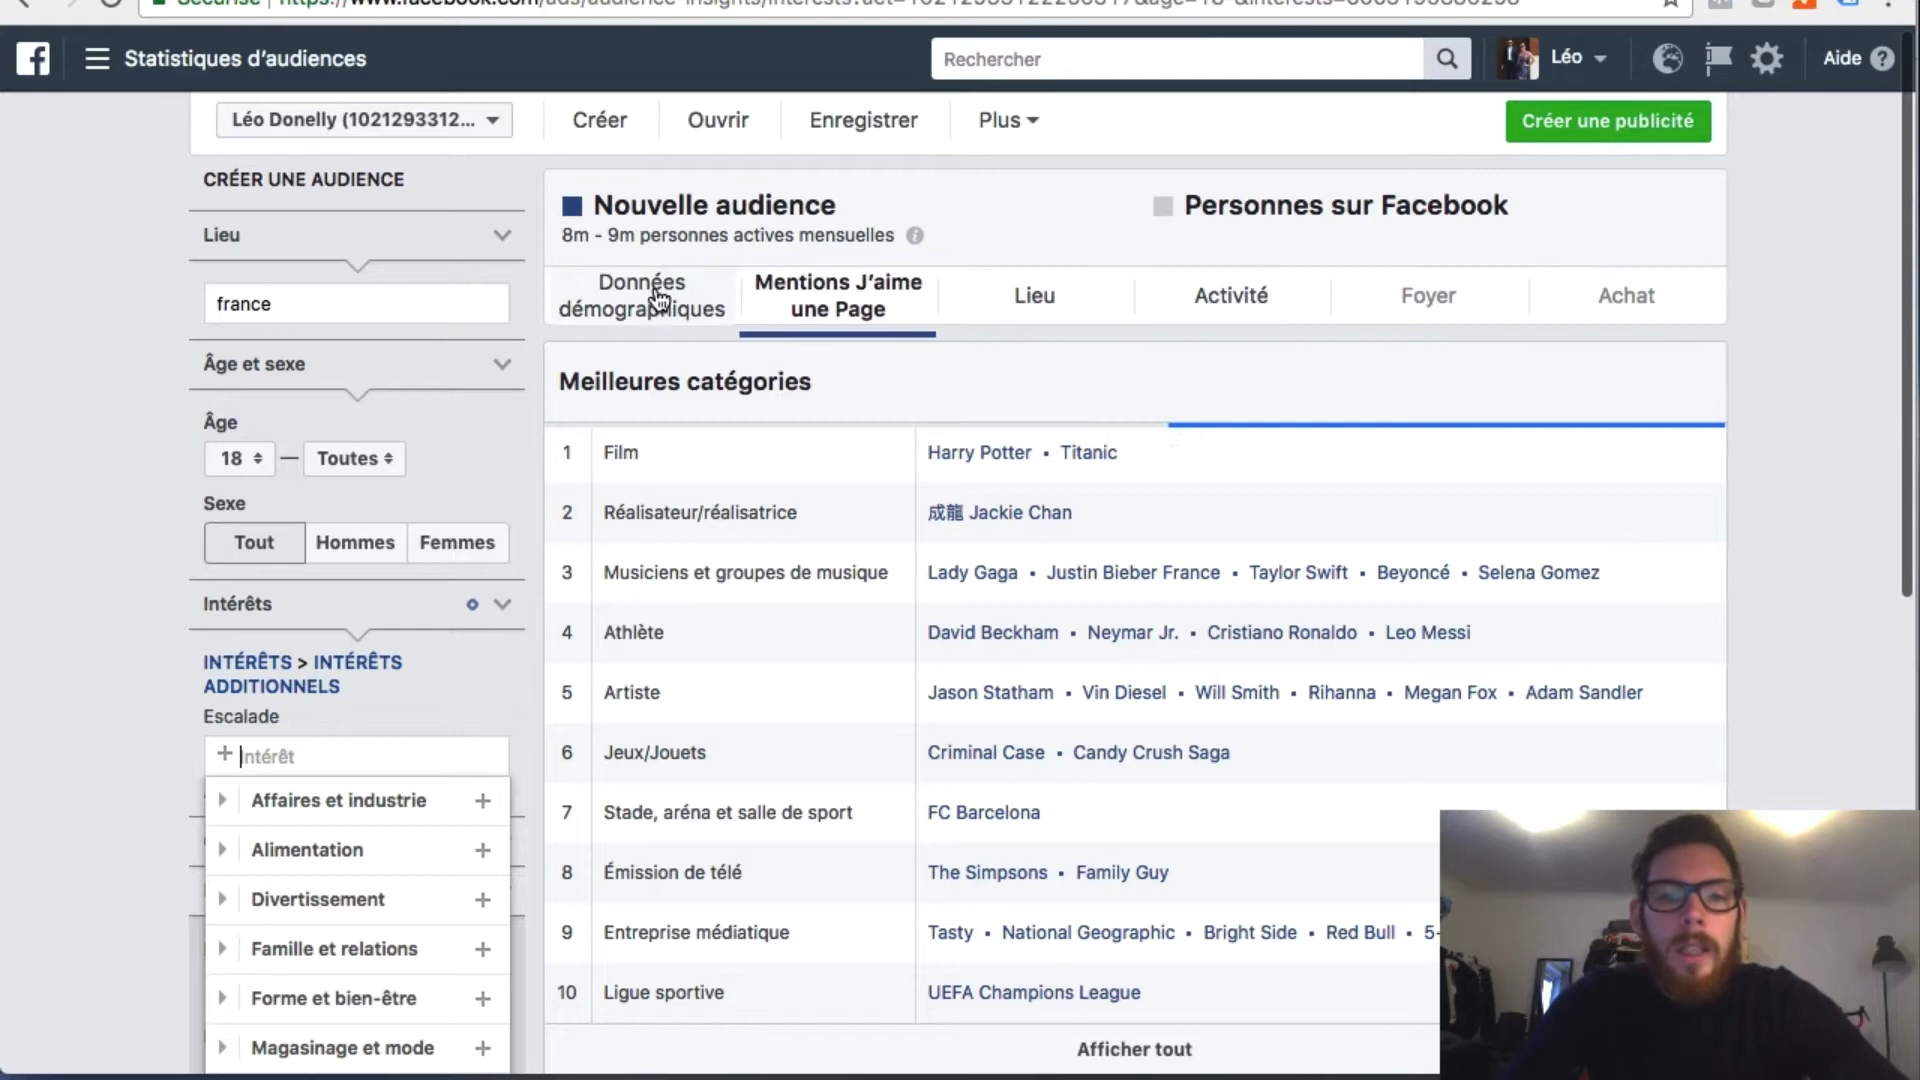 Statistiques d'audiences
Rechercher
Léo
Aide ?
Léo Donelly (1021293312...
Créer
Ouvrir
Enregistrer
Plus
Créer une publicité
CRÉER UNE AUDIENCE
Lieu
france
Âge et sexe
Âge
18 — Toutes
Sexe
Tout Hommes Femmes
Intérêts
INTÉRÊTS > INTÉRÊTS
ADDITIONNELS
Escalade
+ Intérêt
Affaires et industrie +
Alimentation +
Divertissement +
Famille et relations +
Forme et bien-être +
Magasinage et mode +
Nouvelle audience
8m - 9m personnes actives mensuelles
Personnes sur Facebook
Données
démographiques
Mentions J'aime
une Page
Lieu
Activité
Foyer
Achat
Meilleures catégories
1 Film Harry Potter • Titanic
2 Réalisateur/réalisatrice 成龍 Jackie Chan
3 Musiciens et groupes de musique Lady Gaga • Justin Bieber France • Taylor Swift • Beyoncé • Selena Gomez
4 Athlète David Beckham • Neymar Jr. • Cristiano Ronaldo • Leo Messi
5 Artiste Jason Statham • Vin Diesel • Will Smith • Rihanna • Megan Fox • Adam Sandler
6 Jeux/Jouets Criminal Case • Candy Crush Saga
7 Stade, aréna et salle de sport FC Barcelona
8 Émission de télé The Simpsons • Family Guy
9 Entreprise médiatique Tasty • National Geographic • Bright Side • Red Bull • 5-
10 Ligue sportive UEFA Champions League
Afficher tout